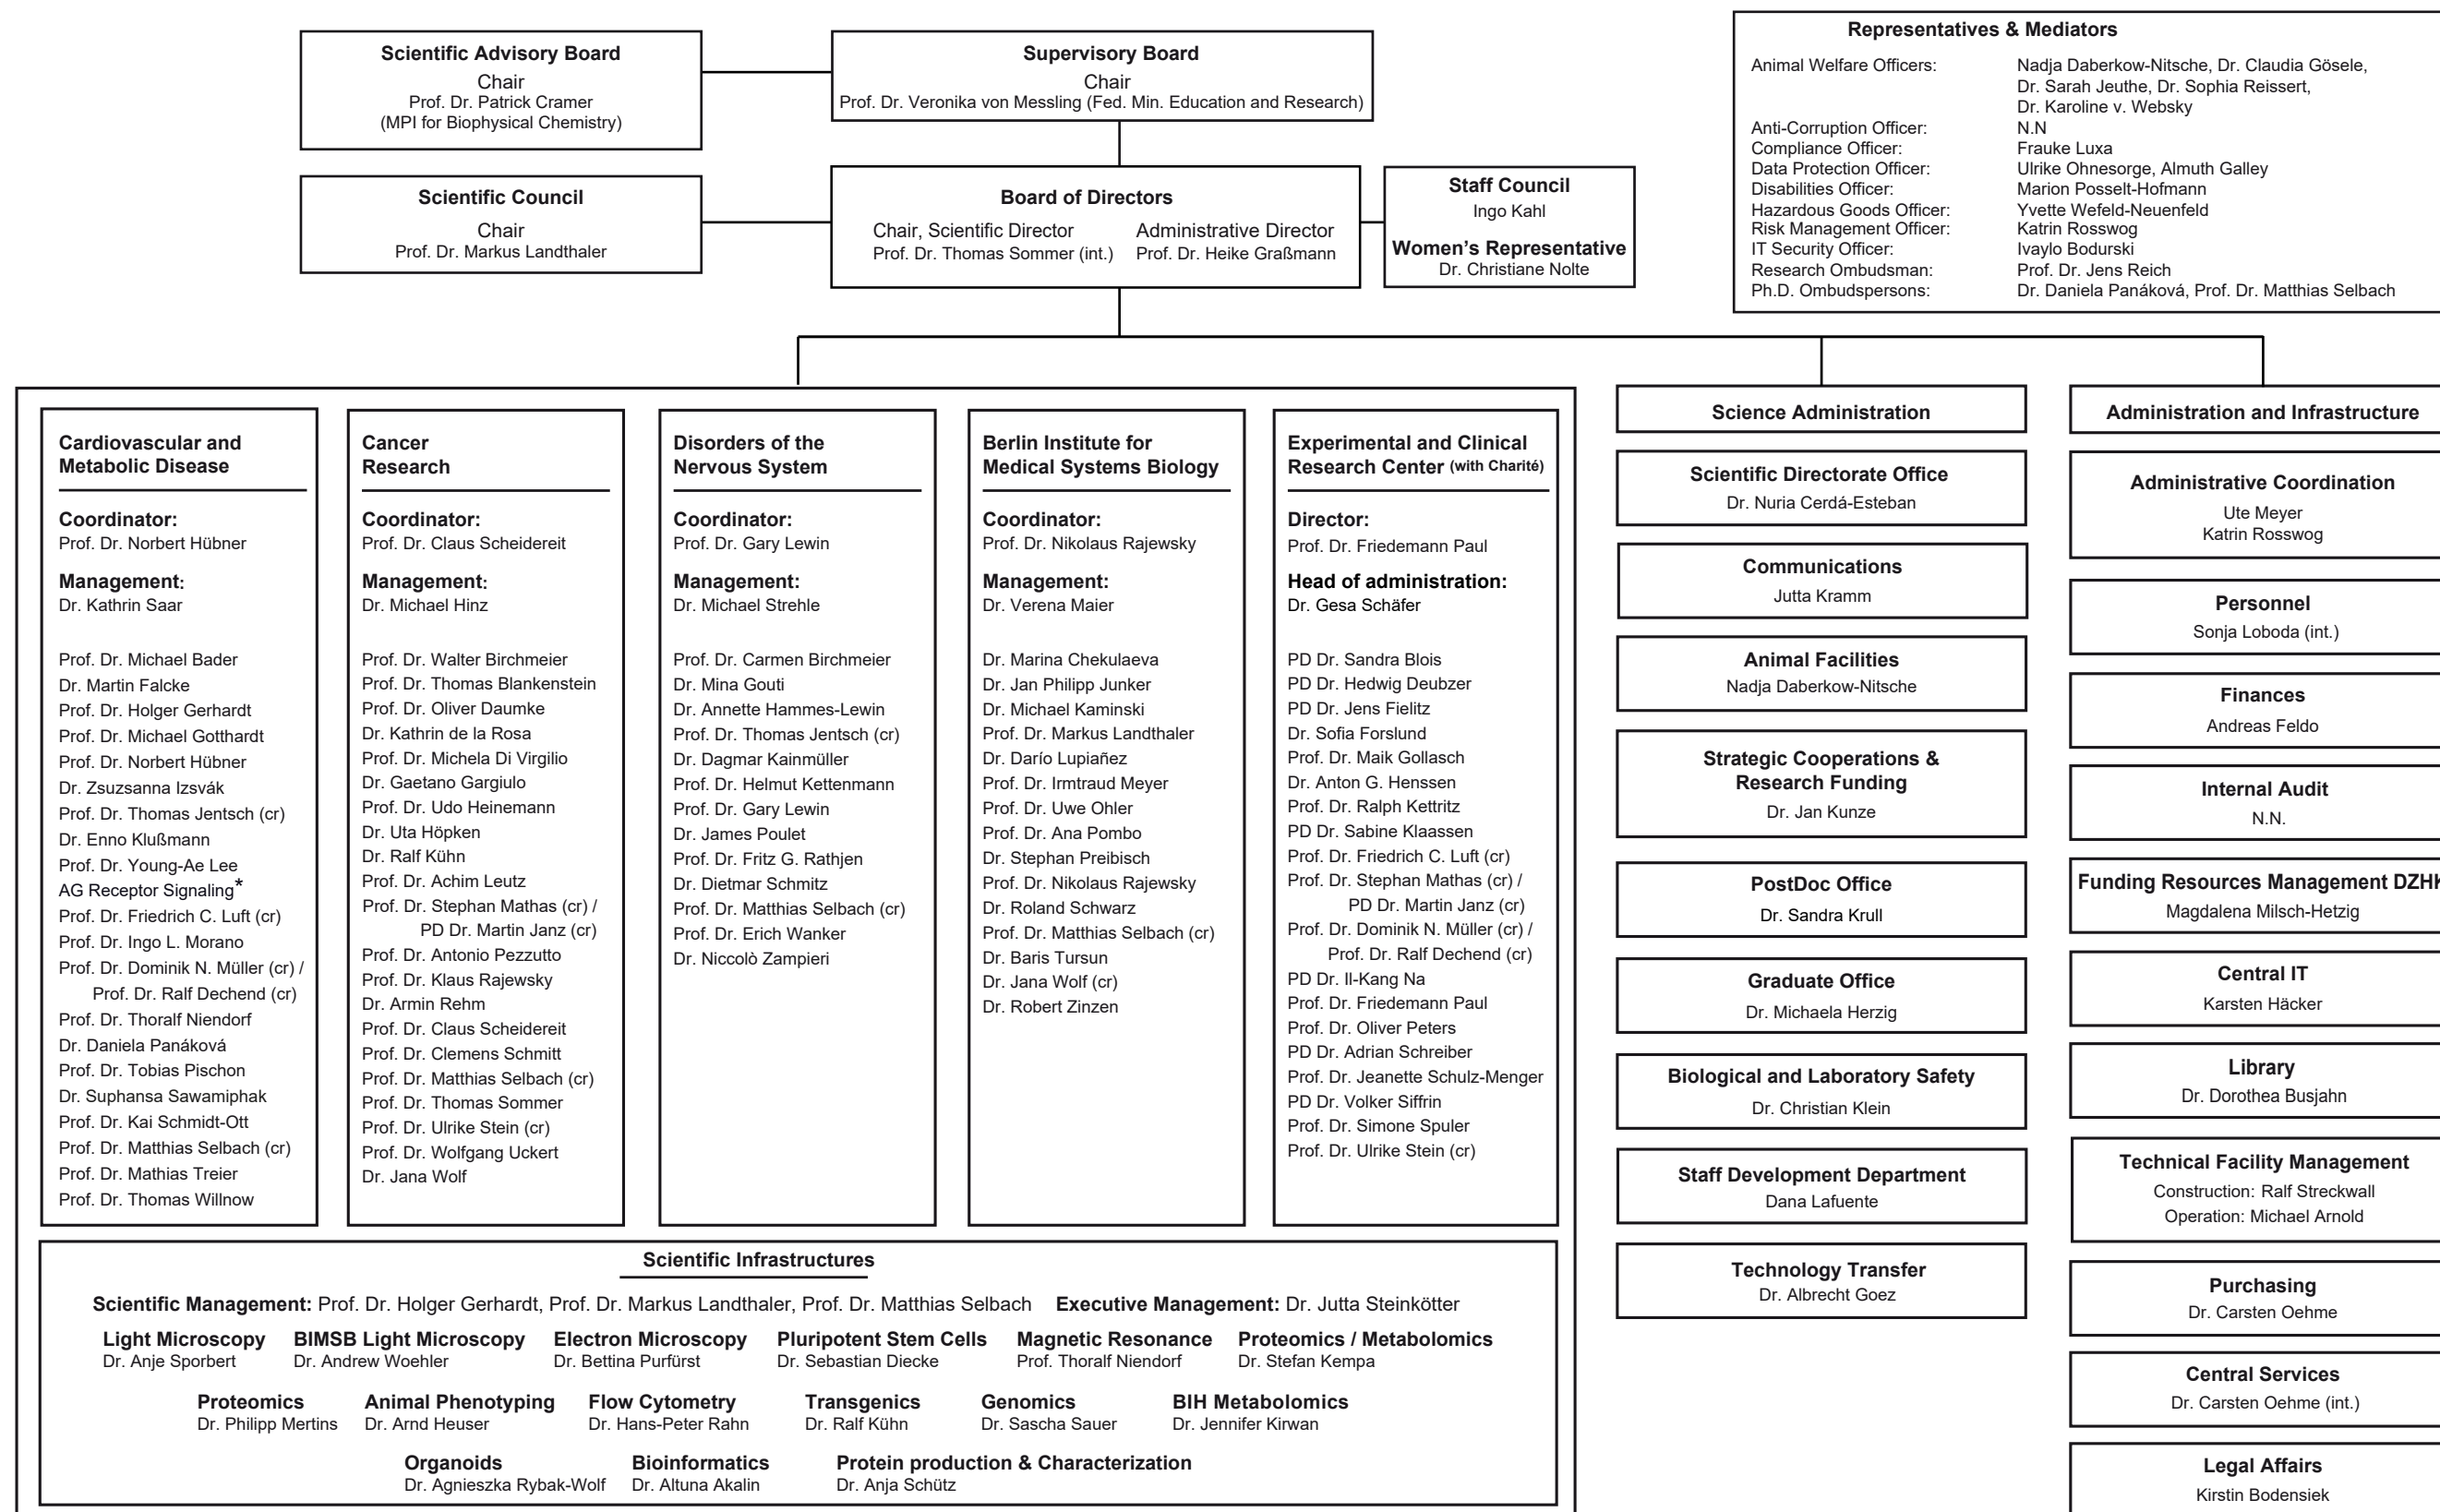 Scientific Advisory Board
Chair
Prof. Dr. Patrick Cramer
(MPI for Biophysical Chemistry)
Supervisory Board
Chair
Prof. Dr. Veronika von Messling (Fed. Min. Education and Research)
Representatives & Mediators
Animal Welfare Officers: Nadja Daberkow-Nitsche, Dr. Claudia Gösele,
Dr. Sarah Jeuthe, Dr. Sophia Reissert,
Dr. Karoline v. Websky
Anti-Corruption Officer: N.N
Compliance Officer: Frauke Luxa
Data Protection Officer: Ulrike Ohnesorge, Almuth Galley
Disabilities Officer: Marion Posselt-Hofmann
Hazardous Goods Officer: Yvette Wefeld-Neuenfeld
Risk Management Officer: Katrin Rosswog
IT Security Officer: Ivaylo Bodurski
Research Ombudsman: Prof. Dr. Jens Reich
Ph.D. Ombudspersons: Dr. Daniela Panáková, Prof. Dr. Matthias Selbach
Scientific Council
Chair
Prof. Dr. Markus Landthaler
Board of Directors
Chair, Scientific Director Administrative Director
Prof. Dr. Thomas Sommer (int.) Prof. Dr. Heike Graßmann
Staff Council
Ingo Kahl
Women's Representative
Dr. Christiane Nolte
Cardiovascular and
Metabolic Disease
Coordinator:
Prof. Dr. Norbert Hübner
Management:
Dr. Kathrin Saar
Prof. Dr. Michael Bader
Dr. Martin Falcke
Prof. Dr. Holger Gerhardt
Prof. Dr. Michael Gotthardt
Prof. Dr. Norbert Hübner
Dr. Zsuzsanna Izsvák
Prof. Dr. Thomas Jentsch (cr)
Dr. Enno Klußmann
Prof. Dr. Young-Ae Lee
AG Receptor Signaling*
Prof. Dr. Friedrich C. Luft (cr)
Prof. Dr. Ingo L. Morano
Prof. Dr. Dominik N. Müller (cr) /
Prof. Dr. Ralf Dechend (cr)
Prof. Dr. Thoralf Niendorf
Dr. Daniela Panáková
Prof. Dr. Tobias Pischon
Dr. Suphansa Sawamiphak
Prof. Dr. Kai Schmidt-Ott
Prof. Dr. Matthias Selbach (cr)
Prof. Dr. Mathias Treier
Prof. Dr. Thomas Willnow
Cancer
Research
Coordinator:
Prof. Dr. Claus Scheidereit
Management:
Dr. Michael Hinz
Prof. Dr. Walter Birchmeier
Prof. Dr. Thomas Blankenstein
Prof. Dr. Oliver Daumke
Dr. Kathrin de la Rosa
Prof. Dr. Michela Di Virgilio
Dr. Gaetano Gargiulo
Prof. Dr. Udo Heinemann
Dr. Uta Höpken
Dr. Ralf Kühn
Prof. Dr. Achim Leutz
Prof. Dr. Stephan Mathas (cr) /
PD Dr. Martin Janz (cr)
Prof. Dr. Antonio Pezzutto
Prof. Dr. Klaus Rajewsky
Dr. Armin Rehm
Prof. Dr. Claus Scheidereit
Prof. Dr. Clemens Schmitt
Prof. Dr. Matthias Selbach (cr)
Prof. Dr. Thomas Sommer
Prof. Dr. Ulrike Stein (cr)
Prof. Dr. Wolfgang Uckert
Dr. Jana Wolf
Disorders of the
Nervous System
Coordinator:
Prof. Dr. Gary Lewin
Management:
Dr. Michael Strehle
Prof. Dr. Carmen Birchmeier
Dr. Mina Gouti
Dr. Annette Hammes-Lewin
Prof. Dr. Thomas Jentsch (cr)
Dr. Dagmar Kainmüller
Prof. Dr. Helmut Kettenmann
Prof. Dr. Gary Lewin
Dr. James Poulet
Prof. Dr. Fritz G. Rathjen
Dr. Dietmar Schmitz
Prof. Dr. Matthias Selbach (cr)
Prof. Dr. Erich Wanker
Dr. Niccolò Zampieri
Berlin Institute for
Medical Systems Biology
Coordinator:
Prof. Dr. Nikolaus Rajewsky
Management:
Dr. Verena Maier
Dr. Marina Chekulaeva
Dr. Jan Philipp Junker
Dr. Michael Kaminski
Prof. Dr. Markus Landthaler
Dr. Darío Lupiañez
Prof. Dr. Irmtraud Meyer
Prof. Dr. Uwe Ohler
Prof. Dr. Ana Pombo
Dr. Stephan Preibisch
Prof. Dr. Nikolaus Rajewsky
Dr. Roland Schwarz
Prof. Dr. Matthias Selbach (cr)
Dr. Baris Tursun
Dr. Jana Wolf (cr)
Dr. Robert Zinzen
Experimental and Clinical
Research Center (with Charité)
Director:
Prof. Dr. Friedemann Paul
Head of administration:
Dr. Gesa Schäfer
PD Dr. Sandra Blois
PD Dr. Hedwig Deubzer
PD Dr. Jens Fielitz
Dr. Sofia Forslund
Prof. Dr. Maik Gollasch
Dr. Anton G. Henssen
Prof. Dr. Ralph Kettritz
PD Dr. Sabine Klaassen
Prof. Dr. Friedrich C. Luft (cr)
Prof. Dr. Stephan Mathas (cr) /
PD Dr. Martin Janz (cr)
Prof. Dr. Dominik N. Müller (cr) /
Prof. Dr. Ralf Dechend (cr)
PD Dr. Il-Kang Na
Prof. Dr. Friedemann Paul
Prof. Dr. Oliver Peters
PD Dr. Adrian Schreiber
Prof. Dr. Jeanette Schulz-Menger
PD Dr. Volker Siffrin
Prof. Dr. Simone Spuler
Prof. Dr. Ulrike Stein (cr)
Scientific Infrastructures
Scientific Management: Prof. Dr. Holger Gerhardt, Prof. Dr. Markus Landthaler, Prof. Dr. Matthias Selbach Executive Management: Dr. Jutta Steinkötter
Light Microscopy BIMSB Light Microscopy Electron Microscopy Pluripotent Stem Cells Magnetic Resonance Proteomics / Metabolomics
Dr. Anje Sporbert Dr. Andrew Woehler Dr. Bettina Purfürst Dr. Sebastian Diecke Prof. Thoralf Niendorf Dr. Stefan Kempa
Proteomics Animal Phenotyping Flow Cytometry Transgenics Genomics BIH Metabolomics
Dr. Philipp Mertins Dr. Arnd Heuser Dr. Hans-Peter Rahn Dr. Ralf Kühn Dr. Sascha Sauer Dr. Jennifer Kirwan
Organoids Bioinformatics Protein production & Characterization
Dr. Agnieszka Rybak-Wolf Dr. Altuna Akalin Dr. Anja Schütz
Science Administration
Scientific Directorate Office
Dr. Nuria Cerdá-Esteban
Communications
Jutta Kramm
Animal Facilities
Nadja Daberkow-Nitsche
Strategic Cooperations &
Research Funding
Dr. Jan Kunze
PostDoc Office
Dr. Sandra Krull
Graduate Office
Dr. Michaela Herzig
Biological and Laboratory Safety
Dr. Christian Klein
Staff Development Department
Dana Lafuente
Technology Transfer
Dr. Albrecht Goez
Administration and Infrastructure
Administrative Coordination
Ute Meyer
Katrin Rosswog
Personnel
Sonja Loboda (int.)
Finances
Andreas Feldo
Internal Audit
N.N.
Funding Resources Management DZHK
Magdalena Milsch-Hetzig
Central IT
Karsten Häcker
Library
Dr. Dorothea Busjahn
Technical Facility Management
Construction: Ralf Streckwall
Operation: Michael Arnold
Purchasing
Dr. Carsten Oehme
Central Services
Dr. Carsten Oehme (int.)
Legal Affairs
Kirstin Bodensiek